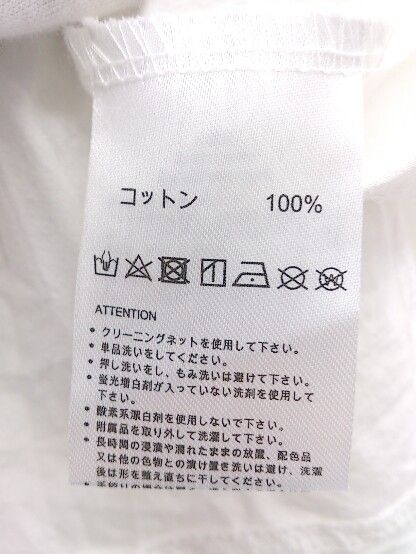 コットン 100%
ATTENTION
• クリーニングネットを使用して下さい。
• 単品洗いをしてください。
• 押し洗いをし、もみ洗いは避けて下さい。
• 蛍光増白剤が入っていない洗剤を使用して
下さい。
• 酸素系漂白剤を使用しないで下さい。
• 附属品を取り外して洗濯して下さい。
• 長時間の浸漬や濡れたままの放置、配色品
又は他の色物との漬け置き洗いは避け、洗濯
後は形を整え直ちに干してください。